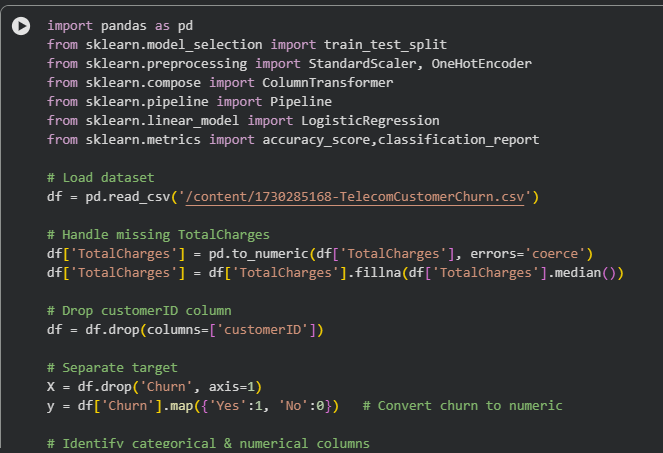 import pandas as pd
from sklearn.model_selection import train_test_split
from sklearn.preprocessing import StandardScaler, OneHotEncoder
from sklearn.compose import ColumnTransformer
from sklearn.pipeline import Pipeline
from sklearn.linear_model import LogisticRegression
from sklearn.metrics import accuracy_score,classification_report
# Load dataset
df = pd.read_csv('/content/1730285168-TelecomCustomerChurn.csv')
# Handle missing TotalCharges
df['TotalCharges'] = pd.to_numeric(df['TotalCharges'], errors='coerce')
df['TotalCharges'] = df['TotalCharges'].fillna(df['TotalCharges'].median())
# Drop customerID column
df = df.drop(columns=['customerID'])
# Separate target
X = df.drop('Churn', axis=1)
y = df['Churn'].map({'Yes':1, 'No':0})   # Convert churn to numeric
# Identify categorical & numerical columns